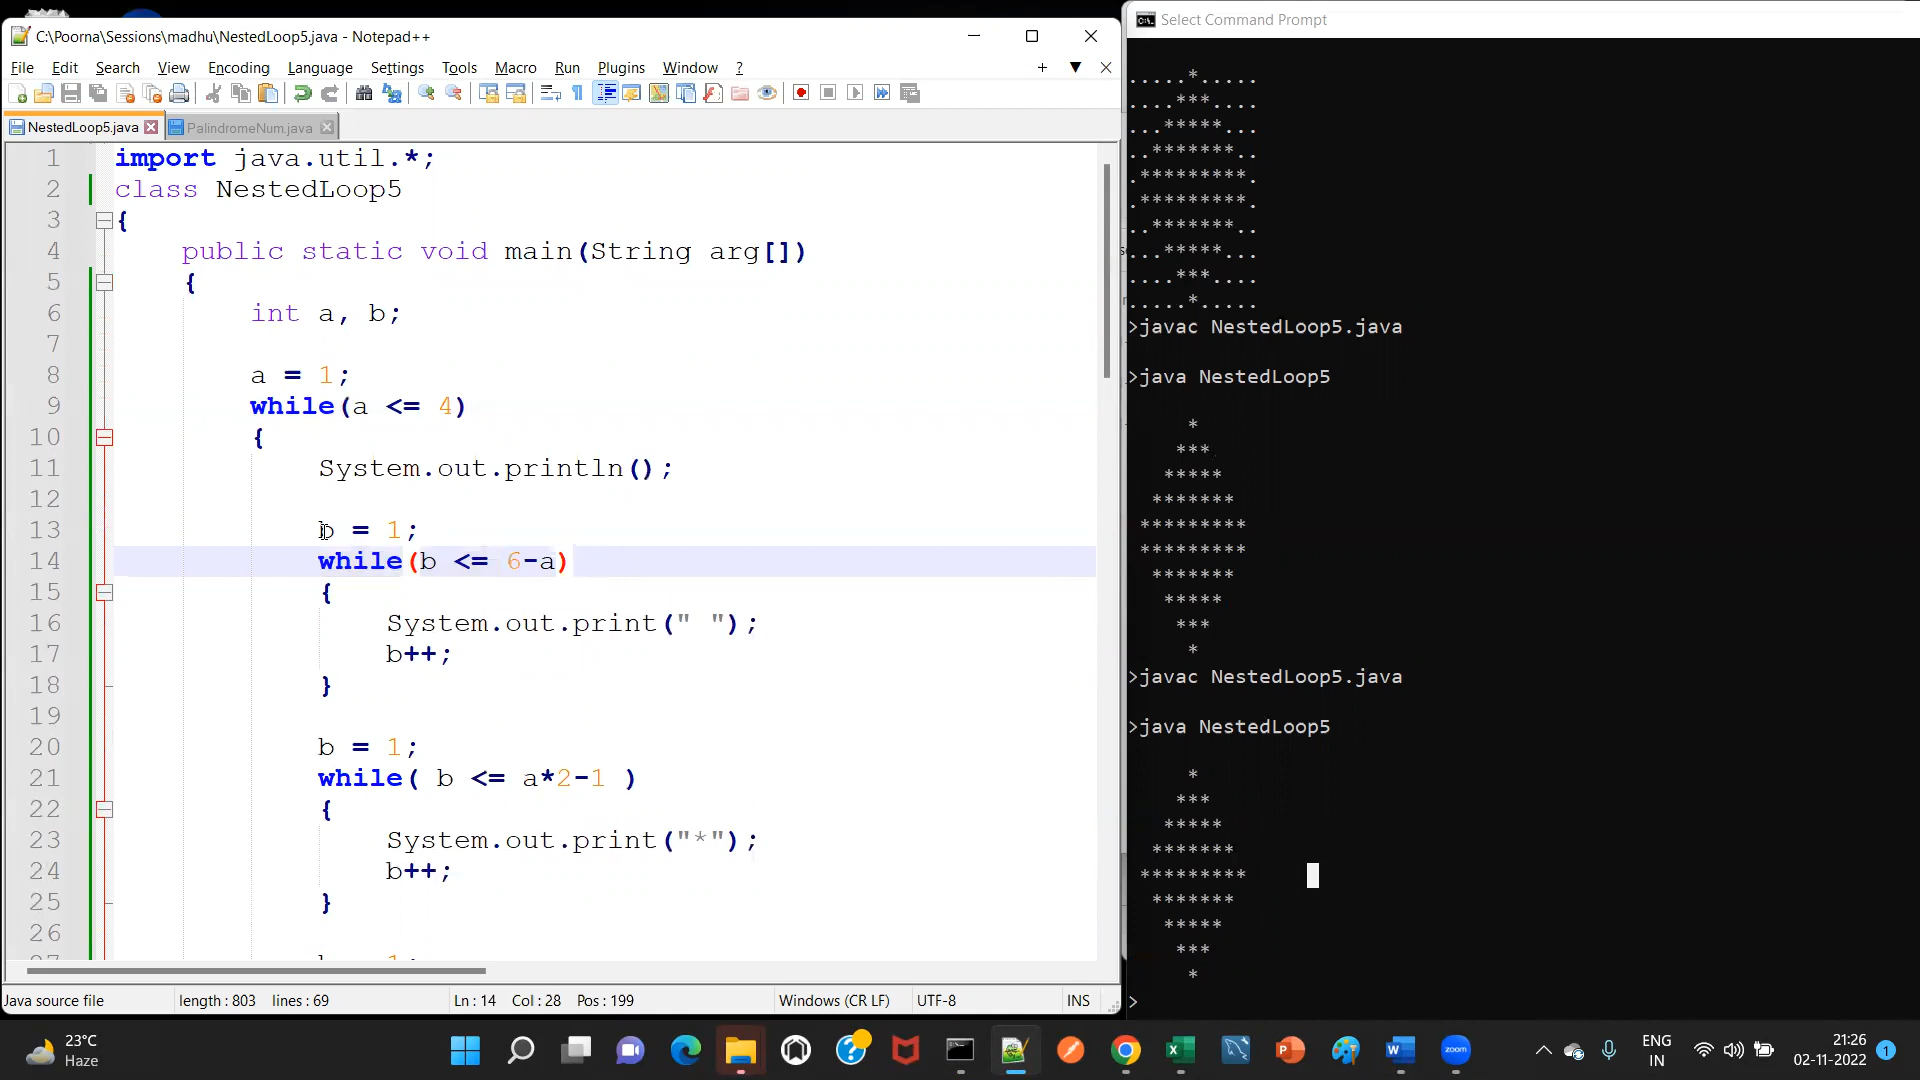 C:\Poorna\Sessions\madhu\NestedLoop5.java - Notepad++
File Edit Search View Encoding Language Settings Tools Macro Run Plugins Window ?
NestedLoop5.java PalindromeNum.java
1 import java.util.*;
2 class NestedLoop5
3 {
4 public static void main(String arg[])
5 {
6 int a, b;
7
8 a = 1;
9 while(a <= 4)
10 {
11 System.out.println();
12
13 b = 1;
14 while(b <= 6-a)
15 {
16 System.out.print(" ");
17 b++;
18 }
19
20 b = 1;
21 while( b <= a*2-1 )
22 {
23 System.out.print("*");
24 b++;
25 }
26
Java source file length : 803 lines : 69 Ln : 14 Col : 28 Pos : 199 Windows (CR LF) UTF-8 INS
Select Command Prompt
.....*.....
....***....
...*****...
..*******..
.*********.
.*********.
..*******..
...*****...
....***....
.....*.....
>javac NestedLoop5.java
>java NestedLoop5
*
***
*****
*******
*********
*********
*******
*****
***
*
>javac NestedLoop5.java
>java NestedLoop5
*
***
*****
*******
*********
*******
*****
***
*
>
23°C
Haze
zoom
ENG
IN
21:26
02-11-2022
1